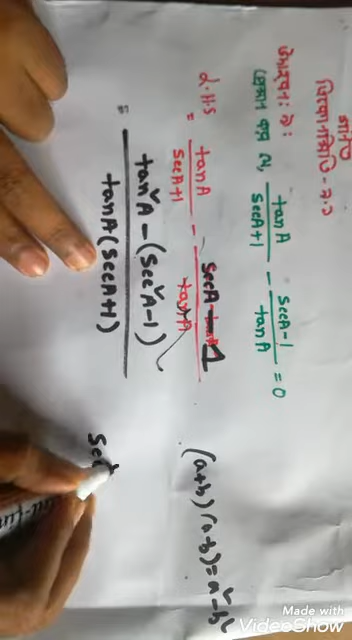 গণিত
ত্রিকোণমিতি - ৯.১
উদাহরণ: ৯:
প্রমাণ কর যে, tanA/secA+1 - secA-1/tanA = 0
L.H.S
= tanA/secA+1 - secA-1/tanA
= tan²A - (sec²A-1)/tanA(secA+1)
(a+b)(a-b) = a²-b²
sec
Made with
VideoShow